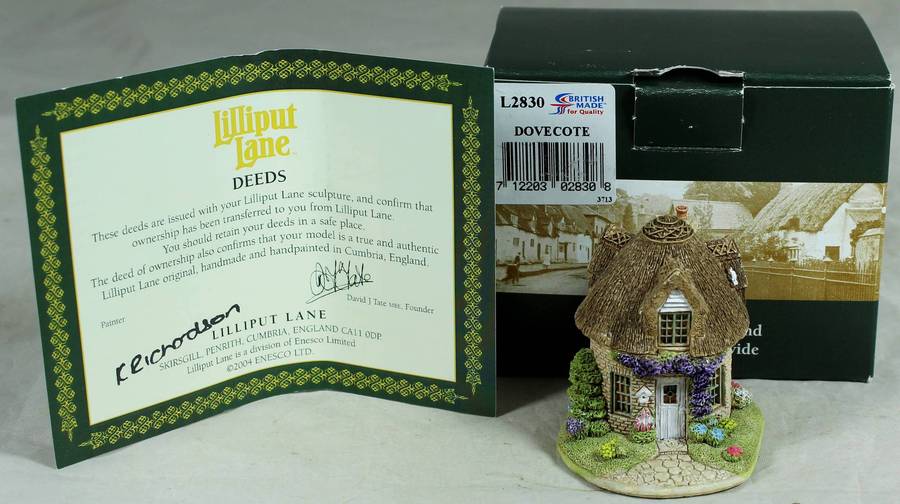 Lilliput
Lane
DEEDS
These deeds are issued with your Lilliput Lane sculpture, and confirm that
ownership has been transferred to you from Lilliput Lane.
You should retain your deeds in a safe place.
The deed of ownership also confirms that your model is a true and authentic
Lilliput Lane original, handmade and handpainted in Cumbria, England.
David J Tate MBE, Founder
Painter
K Richardson
LILLIPUT LANE
SKIRSGILL, PENRITH, CUMBRIA, ENGLAND CA11 0DP
Lilliput Lane is a division of Enesco Limited
©2004 ENESCO LTD.
L2830 BRITISH
MADE
for Quality
DOVECOTE
7 12203 02830 8
3713